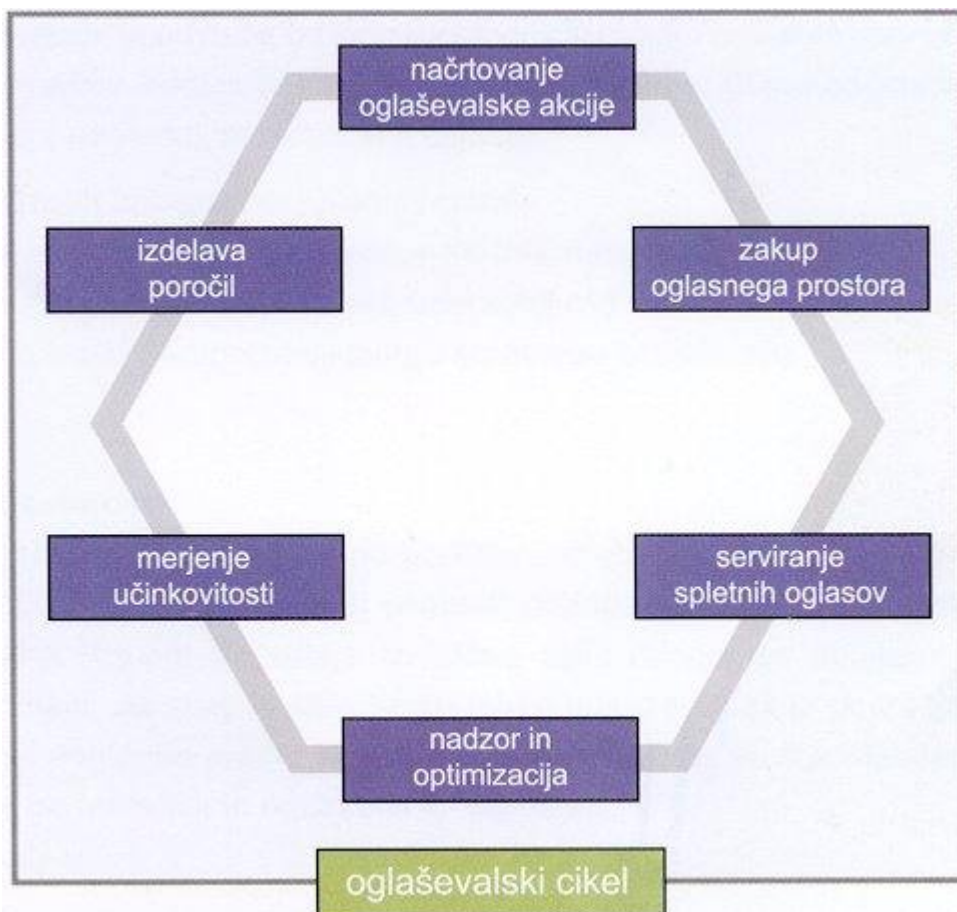 načrtovanje
oglaševalske akcije
izdelava
poročil
zakup
oglasnega prostora
merjenje
učinkovitosti
serviranje
spletnih oglasov
nadzor in
optimizacija
oglaševalski cikel